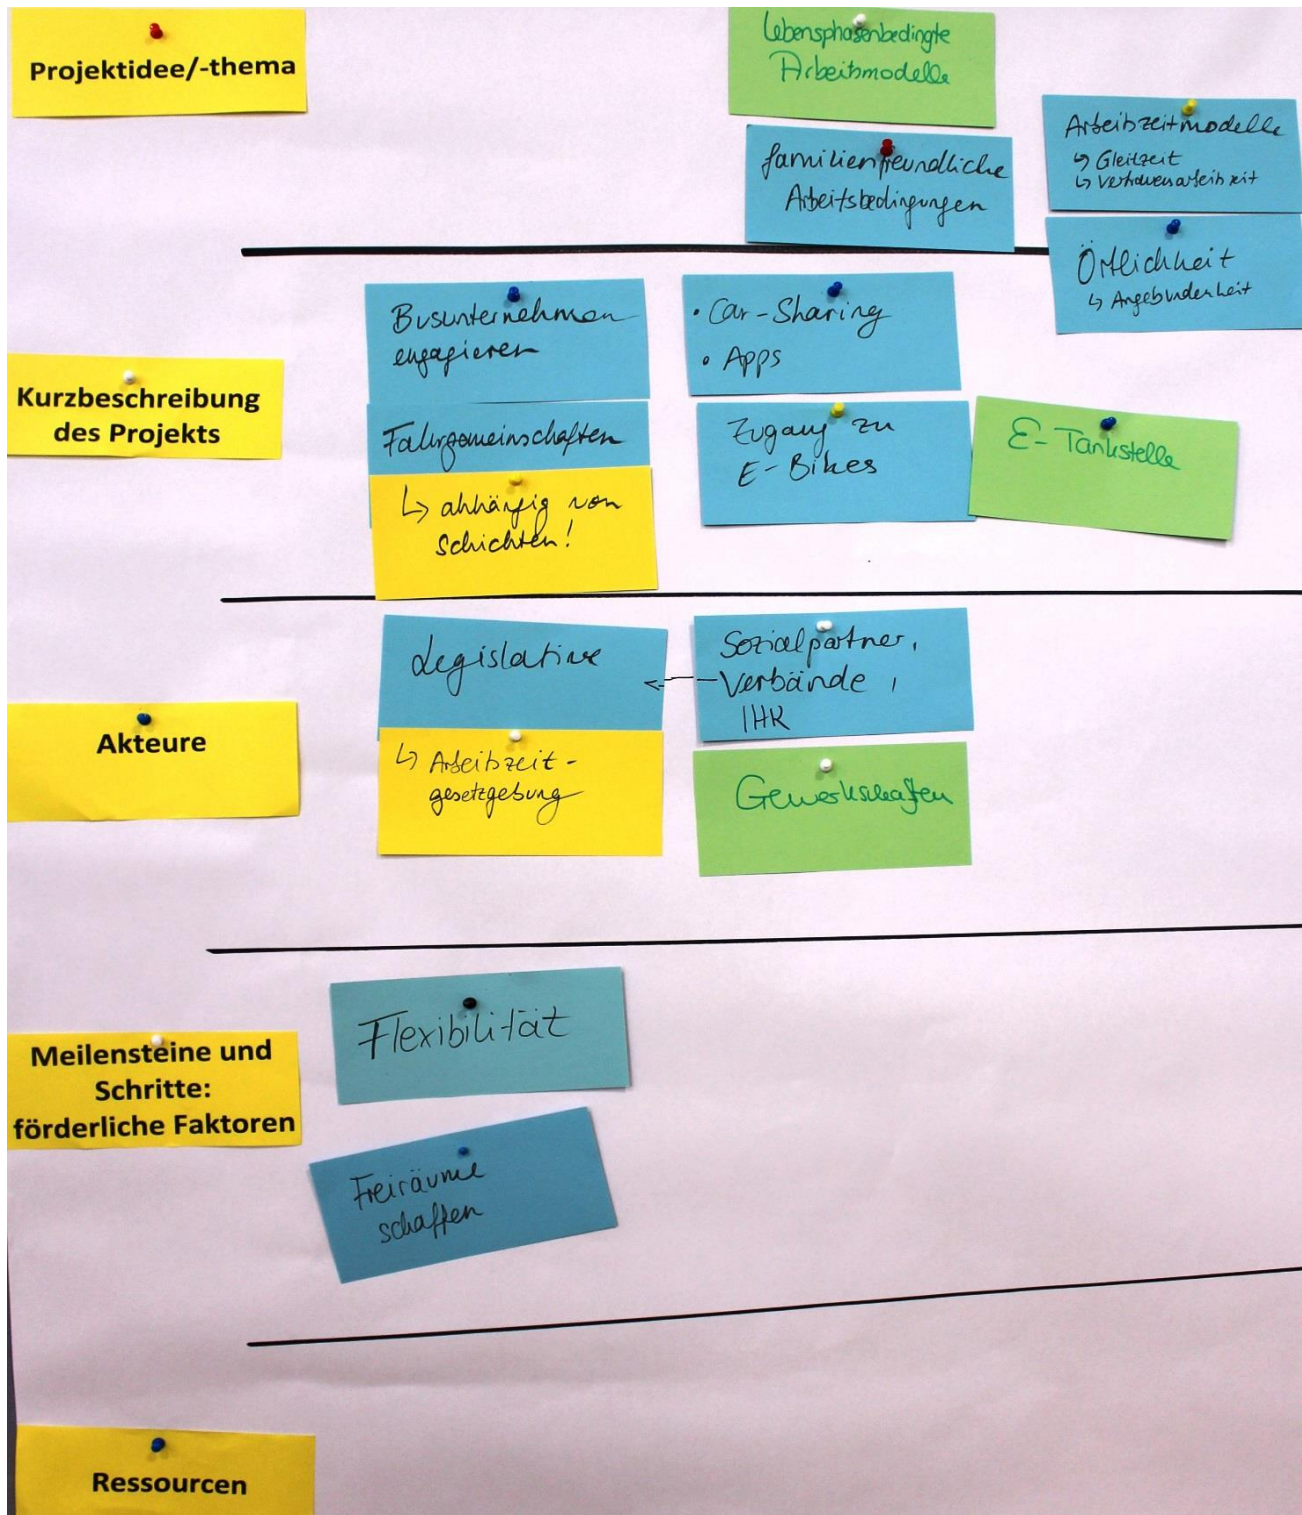 Projektidee/-thema
Lebensphasenbedingte
Arbeitsmodelle
familienfreundliche
Arbeitsbedingungen
Arbeitszeitmodelle
↳ Gleitzeit
↳ Vertrauensarbeitszeit
Örtlichkeit
↳ Angebundenheit
Kurzbeschreibung
des Projekts
Busunternehmen
engagieren
Fahrgemeinschaften
↳ abhängig von
Schichten!
• Car-Sharing
• Apps
Zugang zu
E-Bikes
E-Tankstelle
Akteure
Legislative
↳ Arbeitszeit-
gesetzgebung
Sozialpartner,
Verbände,
IHK
Gewerkschaften
Meilensteine und
Schritte:
förderliche Faktoren
Flexibilität
Freiräume
schaffen
Ressourcen